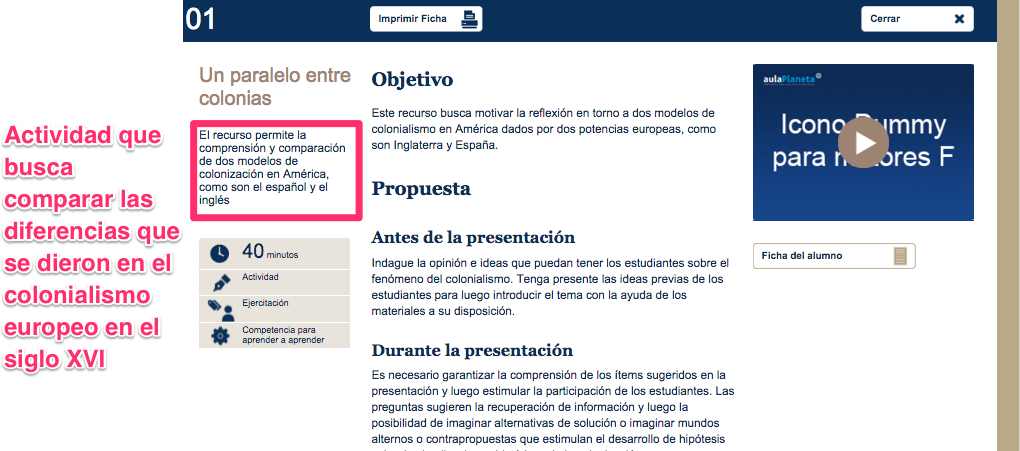 01
Imprimir Ficha
Cerrar
Actividad que
busca
comparar las
diferencias que
se dieron en el
colonialismo
europeo en el
siglo XVI
Un paralelo entre
colonias
El recurso permite la
comprensión y comparación
de dos modelos de
colonización en América,
como son el español y el
inglés
40 minutos
Actividad
Ejercitación
Competencia para
aprender a aprender
Objetivo
Este recurso busca motivar la reflexión en torno a dos modelos de
colonialismo en América dados por dos potencias europeas, como
son Inglaterra y España.
Propuesta
Antes de la presentación
Indague la opinión e ideas que puedan tener los estudiantes sobre el
fenómeno del colonialismo. Tenga presente las ideas previas de los
estudiantes para luego introducir el tema con la ayuda de los
materiales a su disposición.
Durante la presentación
Es necesario garantizar la comprensión de los ítems sugeridos en la
presentación y luego estimular la participación de los estudiantes. Las
preguntas sugieren la recuperación de información y luego la
posibilidad de imaginar alternativas de solución o imaginar mundos
alternos o contrapropuestas que estimulan el desarrollo de hipótesis
aulaPlaneta
Icono Dummy
para F
Ficha del alumno